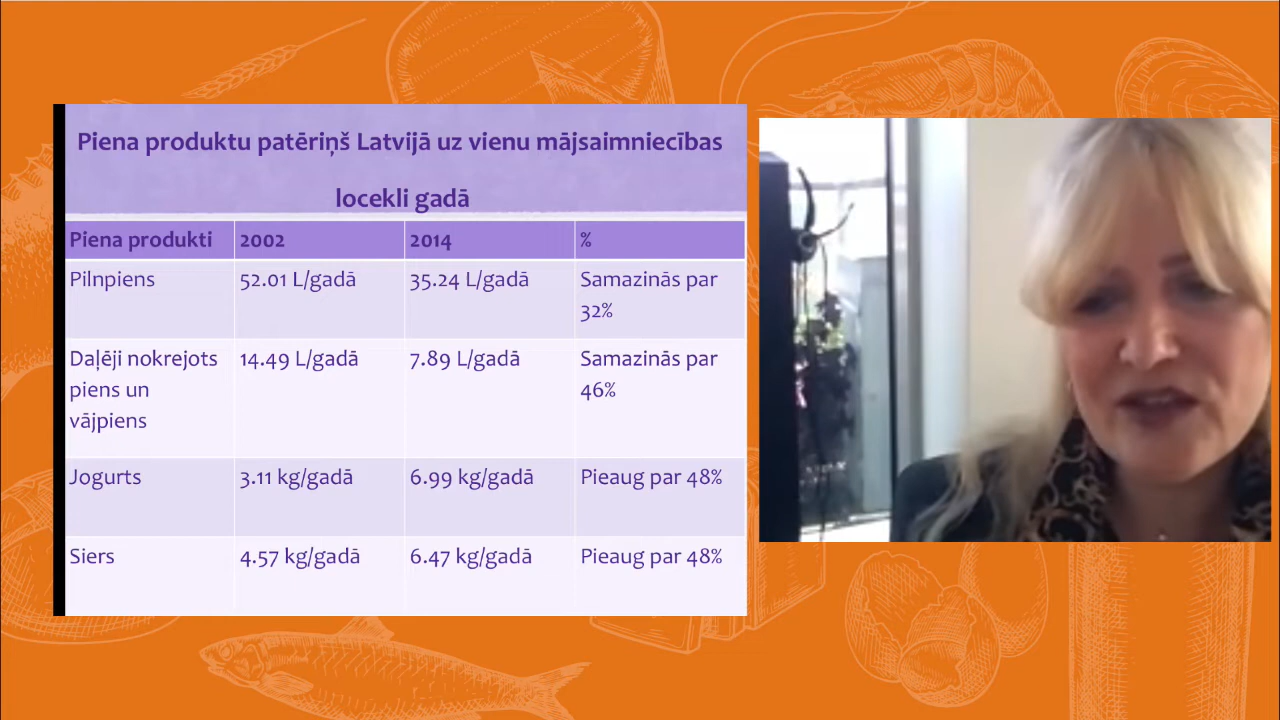 Piena produktu patēriņš Latvijā uz vienu mājsaimniecības
locekli gadā
Piena produkti 2002 2014 %
Pilnpiens 52.01 L/gadā 35.24 L/gadā Samazinās par
32%
Daļēji nokrejots 14.49 L/gadā 7.89 L/gadā Samazinās par
piens un 46%
vājpiens
Jogurts 3.11 kg/gadā 6.99 kg/gadā Pieaug par 48%
Siers 4.57 kg/gadā 6.47 kg/gadā Pieaug par 48%